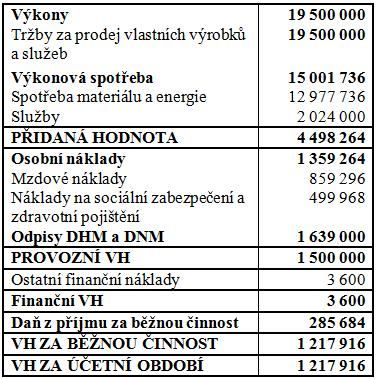 Výkony 19 500 000
Tržby za prodej vlastních výrobků 19 500 000
a služeb
Výkonová spotřeba 15 001 736
Spotřeba materiálu a energie 12 977 736
Služby 2 024 000
PŘIDANÁ HODNOTA 4 498 264
Osobní náklady 1 359 264
Mzdové náklady 859 296
Náklady na sociální zabezpečení a 499 968
zdravotní pojištění
Odpisy DHM a DNM 1 639 000
PROVOZNÍ VH 1 500 000
Ostatní finanční náklady 3 600
Finanční VH 3 600
Daň z příjmu za běžnou činnost 285 684
VH ZA BĚŽNOU ČINNOST 1 217 916
VH ZA ÚČETNÍ OBDOBÍ 1 217 916